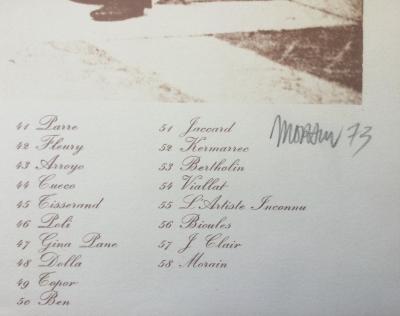 41 Parre
42 Fleury
43 Arroyo
44 Cueco
45 Tisserand
46 Poli
47 Gina Pane
48 Dolla
49 Topor
50 Ben
51 Jaccard
52 Kermarrec
53 Bertholin
54 Viallat
55 L'Artiste Inconnu
56 Bioules
57 J Clair
58 Morain
MORAIN 73